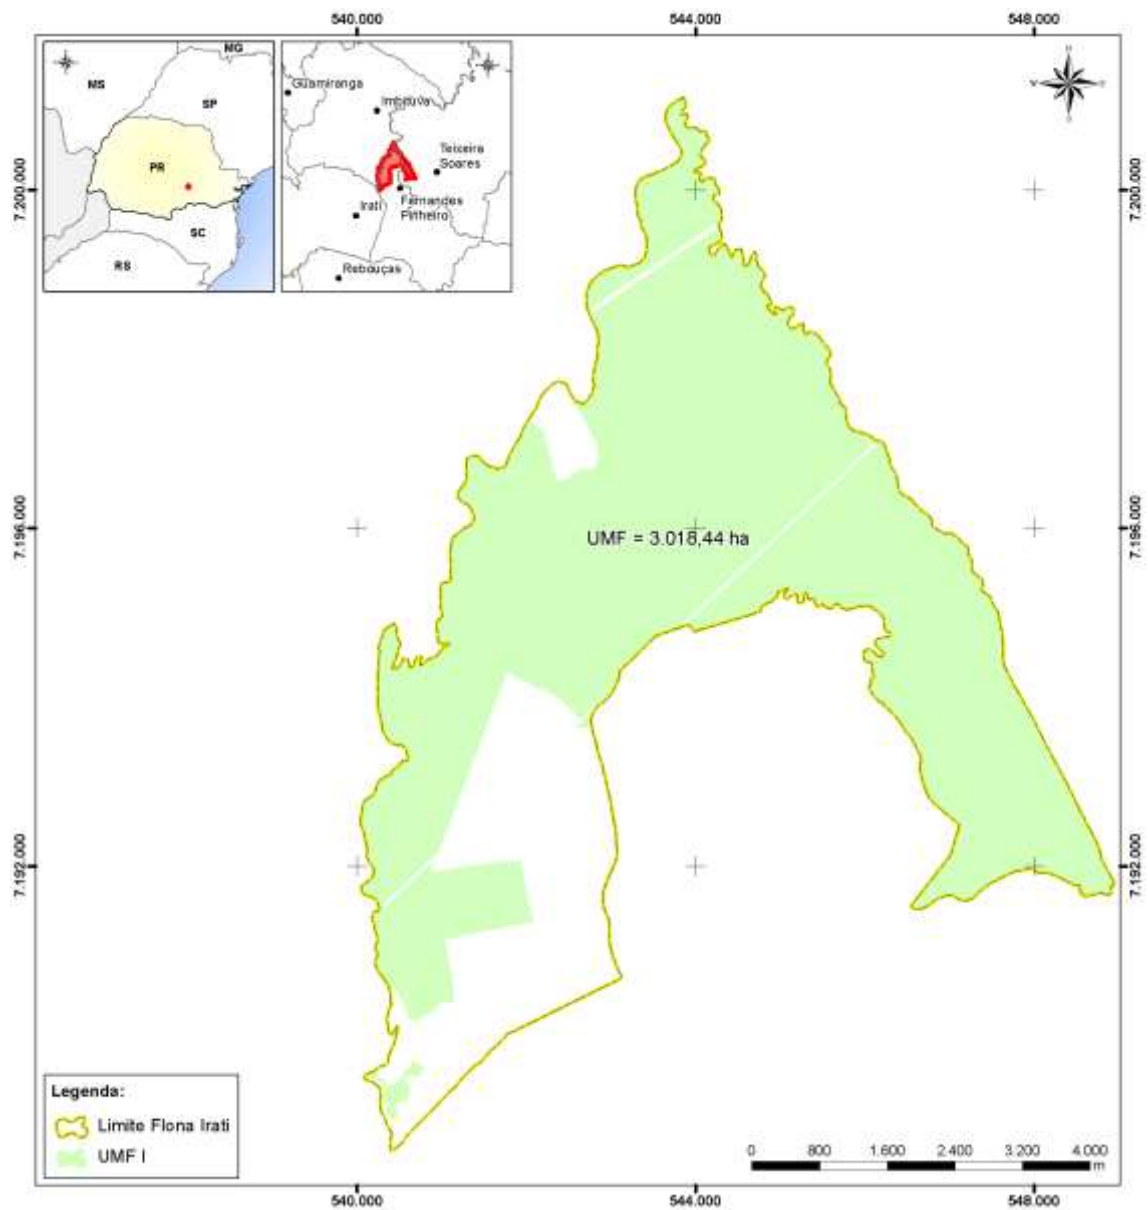 540.000
544.000
548.000
MG
MS
SP
PR
SC
RS
Guamiranga
Imbituva
Teixeira
Soares
Fernandes
Pinheiro
Irati
Rebouças
N
7.200.000
7.200.000
7.196.000
7.196.000
UMF = 3.018,44 ha
7.192.000
7.192.000
Legenda:
Limite Flona Irati
UMF I
0 800 1.600 2.400 3.200 4.000
m
540.000
544.000
548.000